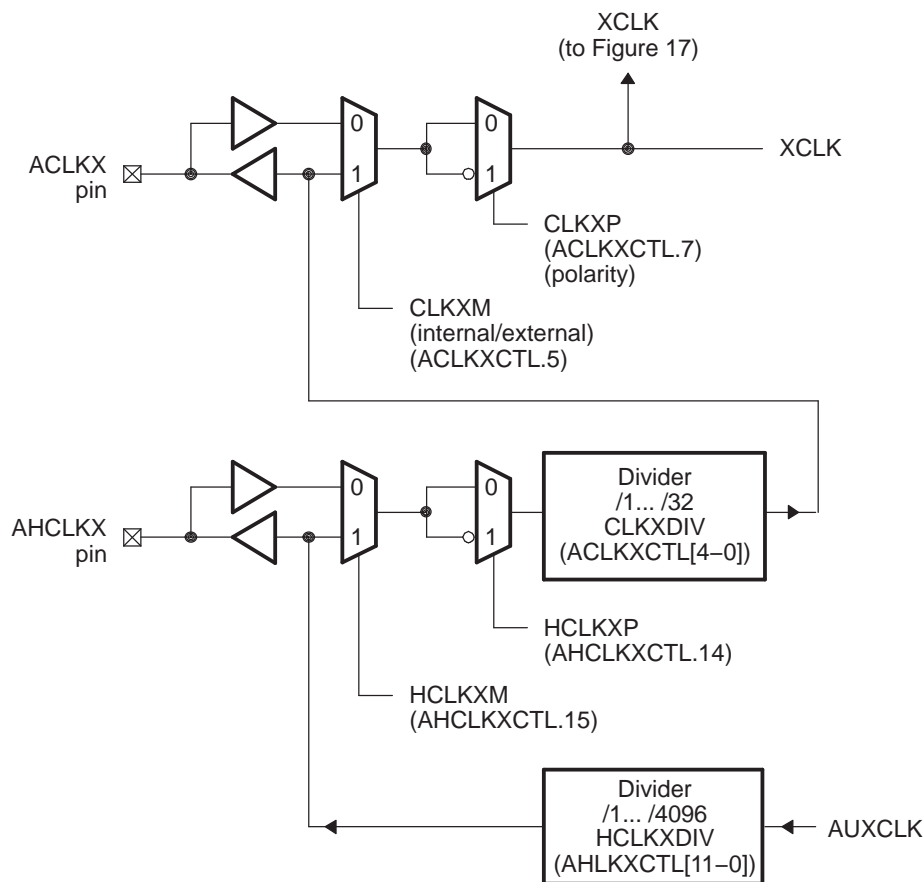 XCLK
(to Figure 17)
0
1
ACLKX
pin
0
1
XCLK
CLKXP
(ACLKXCTL.7)
(polarity)
CLKXM
(internal/external)
(ACLKXCTL.5)
0
1
AHCLKX
pin
0
1
Divider
/1... /32
CLKXDIV
(ACLKXCTL[4−0])
HCLKXP
(AHCLKXCTL.14)
HCLKXM
(AHCLKXCTL.15)
Divider
/1... /4096
HCLKXDIV
(AHLKXCTL[11−0])
AUXCLK